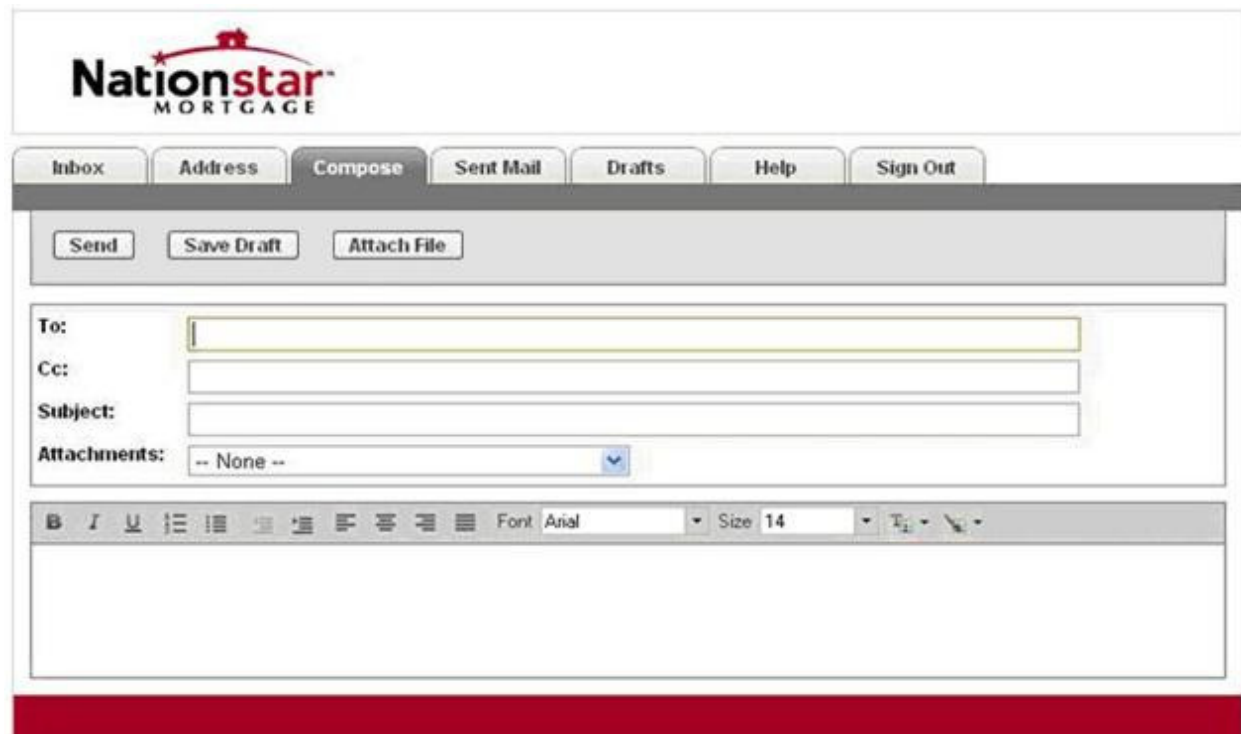 Nationstar
MORTGAGE
Inbox Address Compose Sent Mail Drafts Help Sign Out
Send Save Draft Attach File
To:
Cc:
Subject:
Attachments: -- None --
B I U Font Arial Size 14